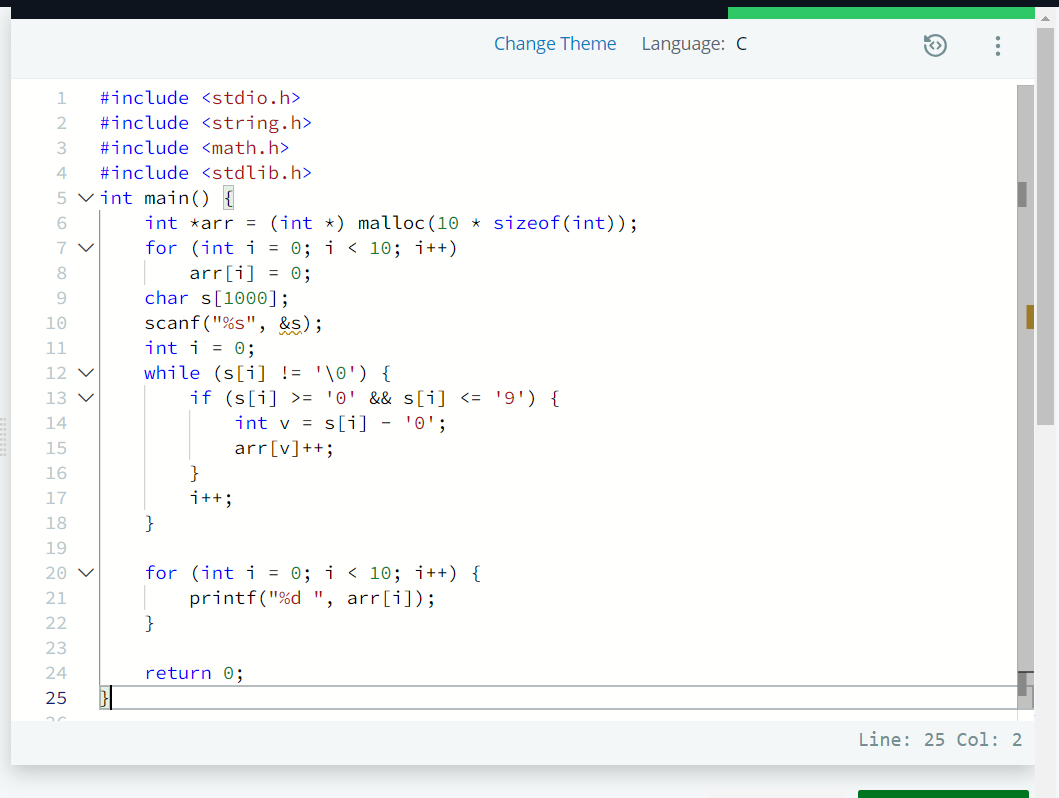 Change Theme Language: C
1 #include <stdio.h>
2 #include <string.h>
3 #include <math.h>
4 #include <stdlib.h>
5 int main() {
6     int *arr = (int *) malloc(10 * sizeof(int));
7     for (int i = 0; i < 10; i++)
8         arr[i] = 0;
9     char s[1000];
10     scanf("%s", &s);
11     int i = 0;
12     while (s[i] != '\0') {
13         if (s[i] >= '0' && s[i] <= '9') {
14             int v = s[i] - '0';
15             arr[v]++;
16         }
17         i++;
18     }
19
20     for (int i = 0; i < 10; i++) {
21         printf("%d ", arr[i]);
22     }
23
24     return 0;
25 }
26
Line: 25 Col: 2